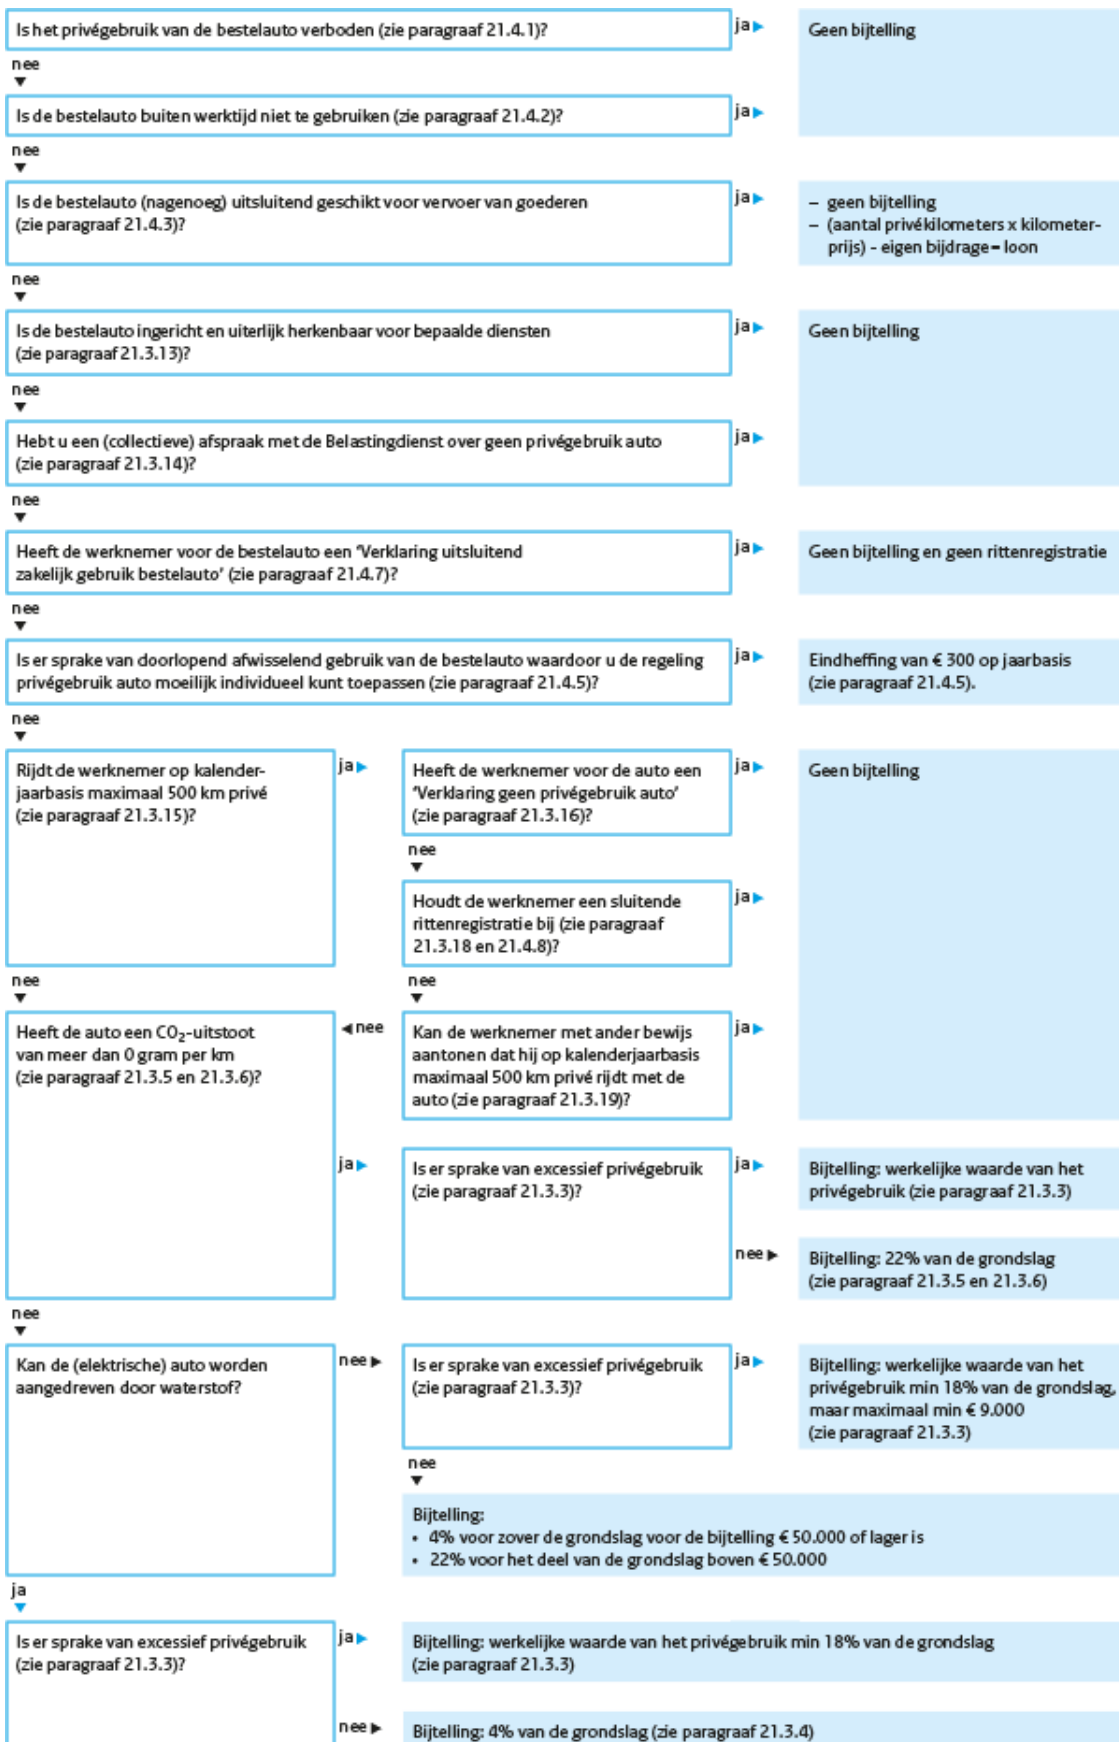 Is het privégebruik van de bestelauto verboden (zie paragraaf 21.4.1)?
ja
Geen bijtelling
nee
Is de bestelauto buiten werktijd niet te gebruiken (zie paragraaf 21.4.2)?
ja
nee
Is de bestelauto (nagenoeg) uitsluitend geschikt voor vervoer van goederen
(zie paragraaf 21.4.3)?
ja
– geen bijtelling
– (aantal privékilometers x kilometer-
prijs) - eigen bijdrage = loon
nee
Is de bestelauto ingericht en uiterlijk herkenbaar voor bepaalde diensten
(zie paragraaf 21.3.13)?
ja
Geen bijtelling
nee
Hebt u een (collectieve) afspraak met de Belastingdienst over geen privégebruik auto
(zie paragraaf 21.3.14)?
ja
nee
Heeft de werknemer voor de bestelauto een ‘Verklaring uitsluitend
zakelijk gebruik bestelauto’ (zie paragraaf 21.4.7)?
ja
Geen bijtelling en geen rittenregistratie
nee
Is er sprake van doorlopend afwisselend gebruik van de bestelauto waardoor u de regeling
privégebruik auto moeilijk individueel kunt toepassen (zie paragraaf 21.4.5)?
ja
Eindheffing van € 300 op jaarbasis
(zie paragraaf 21.4.5).
nee
Rijdt de werknemer op kalender-
jaarbasis maximaal 500 km privé
(zie paragraaf 21.3.15)?
ja
Heeft de werknemer voor de auto een
‘Verklaring geen privégebruik auto’
(zie paragraaf 21.3.16)?
ja
Geen bijtelling
nee
Houdt de werknemer een sluitende
rittenregistratie bij (zie paragraaf
21.3.18 en 21.4.8)?
ja
nee
nee
Heeft de auto een CO₂-uitstoot
van meer dan 0 gram per km
(zie paragraaf 21.3.5 en 21.3.6)?
nee
Kan de werknemer met ander bewijs
aantonen dat hij op kalenderjaarbasis
maximaal 500 km privé rijdt met de
auto (zie paragraaf 21.3.19)?
ja
ja
Is er sprake van excessief privégebruik
(zie paragraaf 21.3.3)?
ja
Bijtelling: werkelijke waarde van het
privégebruik (zie paragraaf 21.3.3)
nee
Bijtelling: 22% van de grondslag
(zie paragraaf 21.3.5 en 21.3.6)
nee
Kan de (elektrische) auto worden
aangedreven door waterstof?
nee
Is er sprake van excessief privégebruik
(zie paragraaf 21.3.3)?
ja
Bijtelling: werkelijke waarde van het
privégebruik min 18% van de grondslag,
maar maximaal min € 9.000
(zie paragraaf 21.3.3)
nee
Bijtelling:
• 4% voor zover de grondslag voor de bijtelling € 50.000 of lager is
• 22% voor het deel van de grondslag boven € 50.000
ja
Is er sprake van excessief privégebruik
(zie paragraaf 21.3.3)?
ja
Bijtelling: werkelijke waarde van het privégebruik min 18% van de grondslag
(zie paragraaf 21.3.3)
nee
Bijtelling: 4% van de grondslag (zie paragraaf 21.3.4)